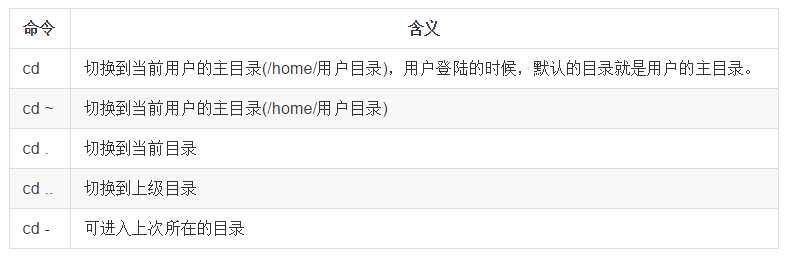 命令 含义
cd 切换到当前用户的主目录(/home/用户目录)，用户登陆的时候，默认的目录就是用户的主目录。
cd ~ 切换到当前用户的主目录(/home/用户目录)
cd . 切换到当前目录
cd .. 切换到上级目录
cd - 可进入上次所在的目录